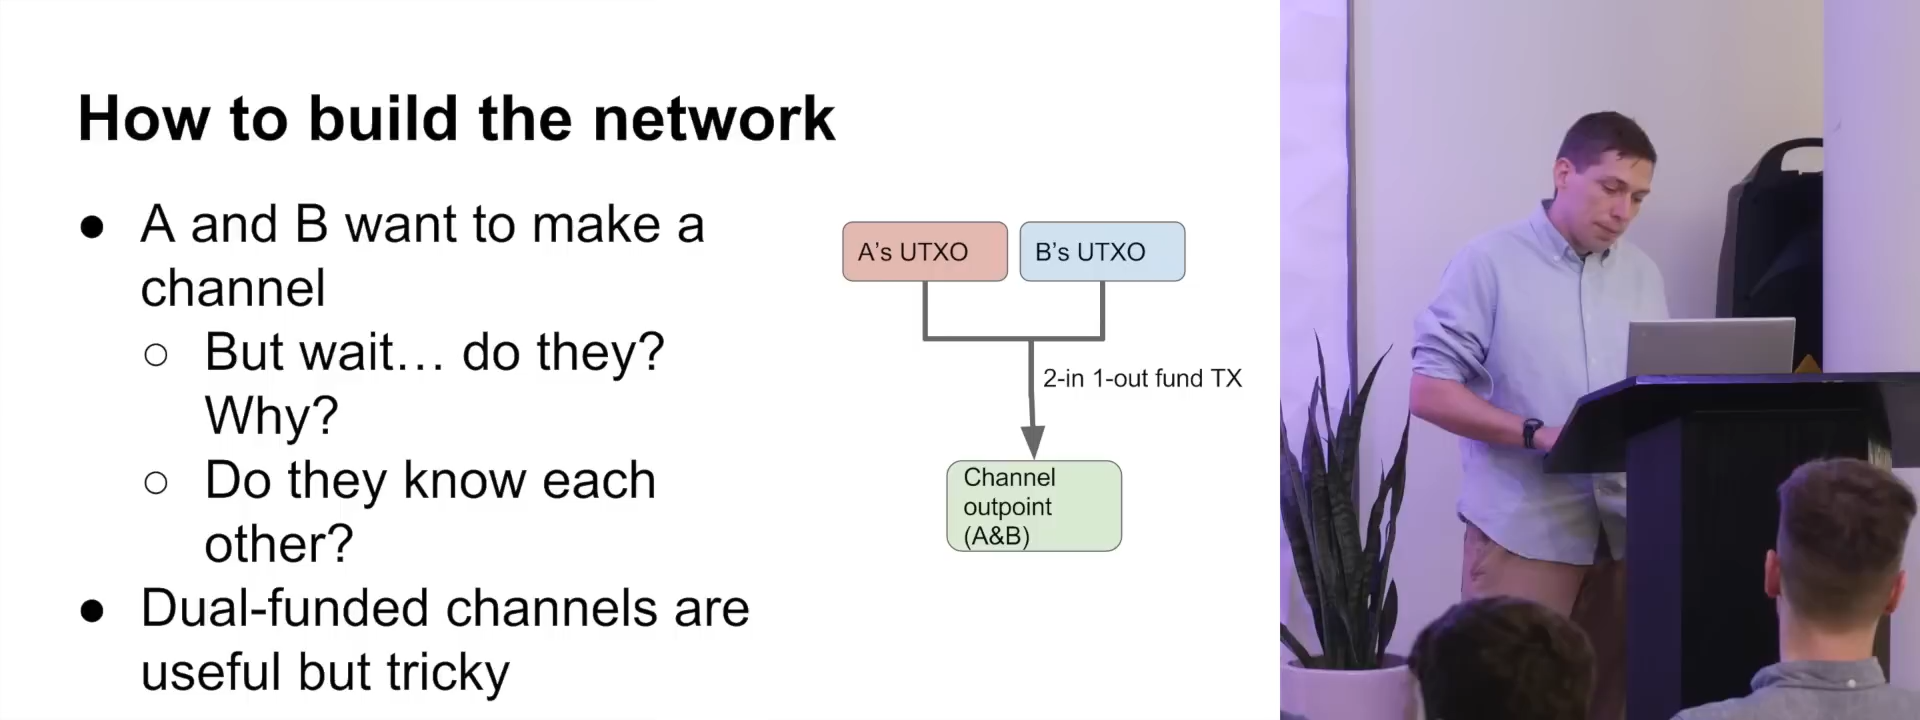 How to build the network
● A and B want to make a
channel
○ But wait… do they?
Why?
○ Do they know each
other?
● Dual-funded channels are
useful but tricky
A's UTXO
B's UTXO
2-in 1-out fund TX
Channel
outpoint
(A&B)